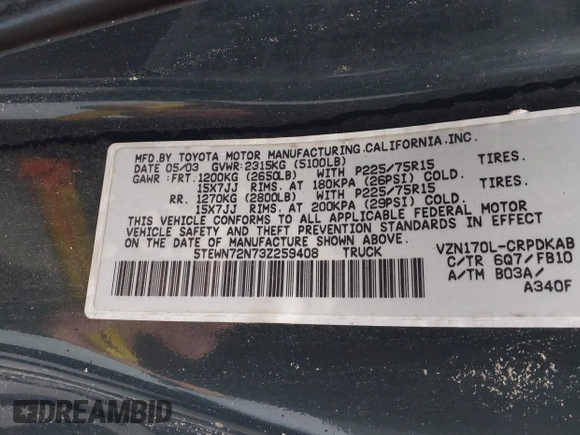 MFD.BY TOYOTA MOTOR MANUFACTURING,CALIFORNIA,INC.
DATE 05/03 GVWR:2315KG (5100LB)
GAWR: FRT.1200KG (2650LB) WITH P225/75R15 TIRES.
15X7JJ RIMS. AT 180KPA (26PSI) COLD.
RR. 1270KG (2800LB) WITH P225/75R15 TIRES.
15X7JJ RIMS. AT 200KPA (29PSI) COLD.
THIS VEHICLE CONFORMS TO ALL APPLICABLE FEDERAL MOTOR
VEHICLE SAFETY STANDARDS IN EFFECT
ON THE DATE OF MANUFACTURE SHOWN ABOVE.
5TEWN72N73Z259408 TRUCK
VZN170L-CRPDKAB
C/TR 6Q7/FB10
A/TM B03A/
A340F
DREAMBID